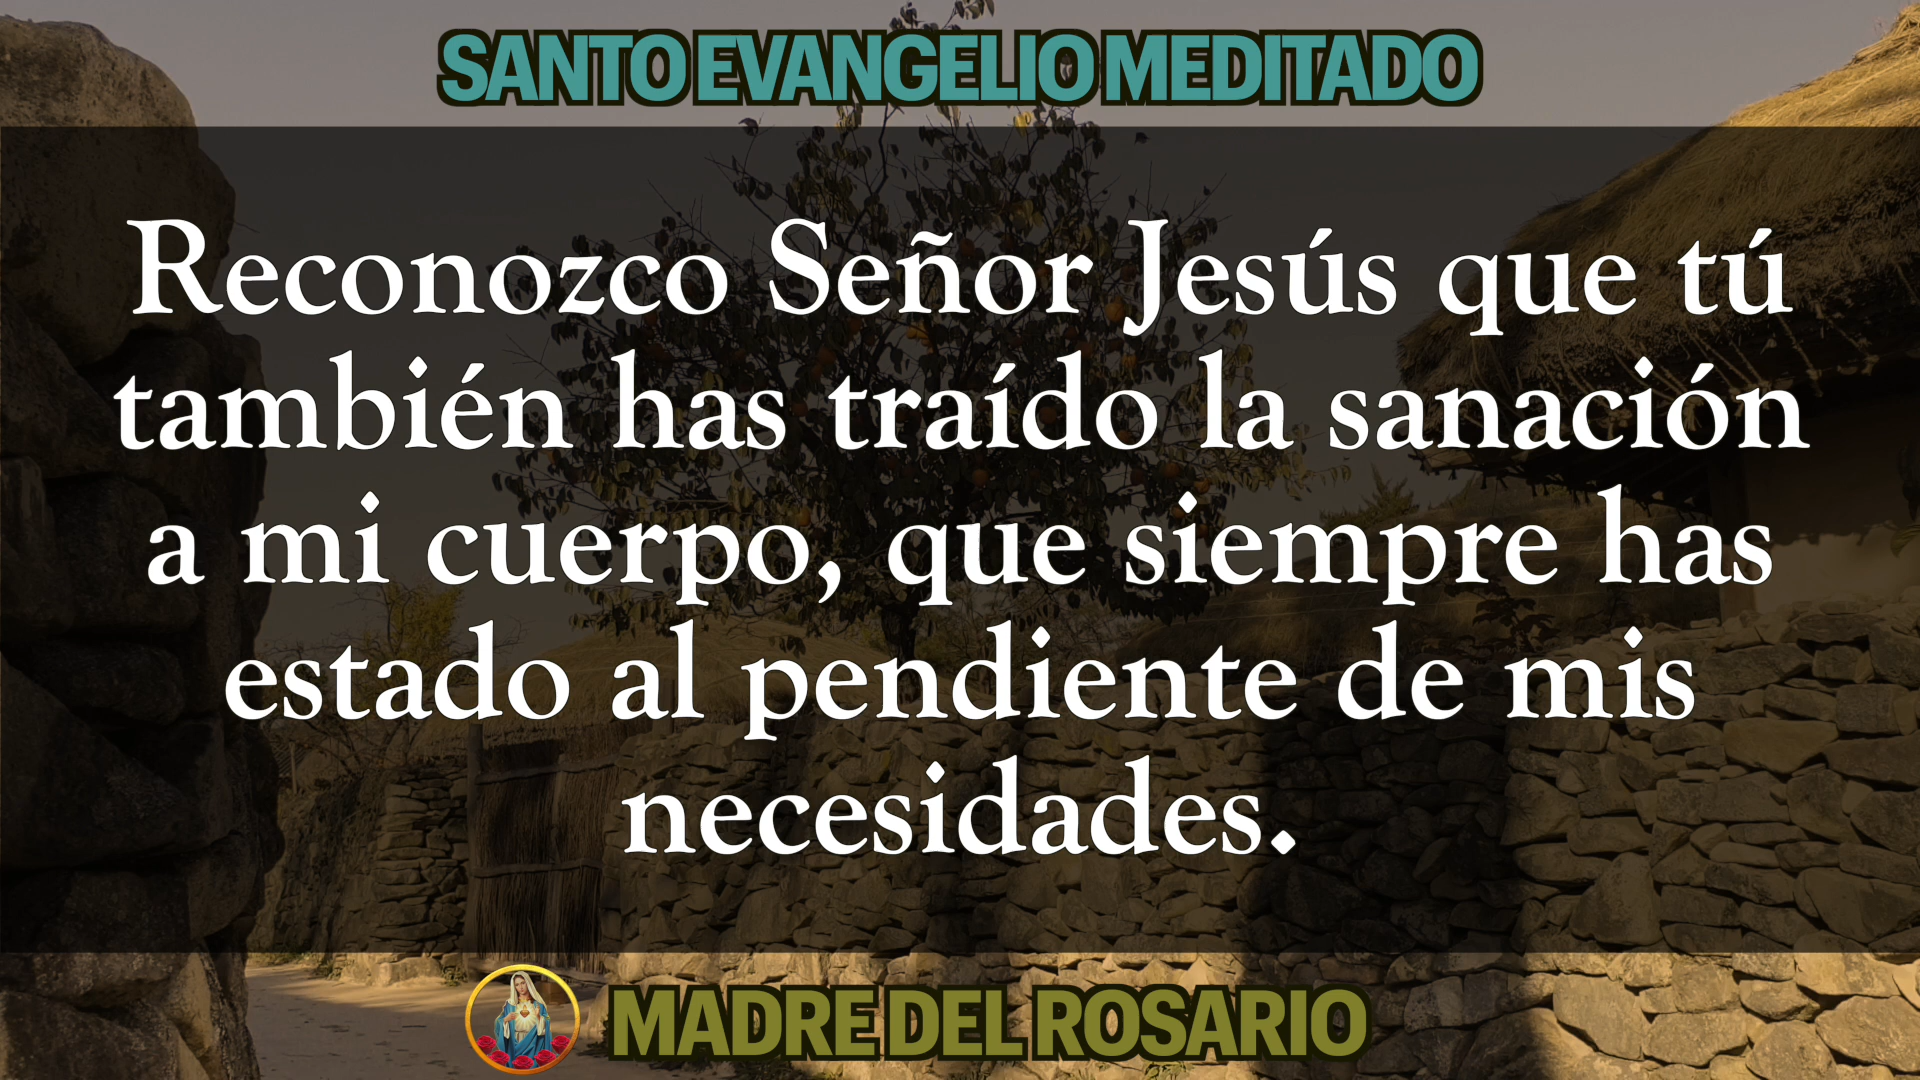 SANTO EVANGELIO MEDITADO
Reconozco Señor Jesús que tú
también has traído la sanación
a mi cuerpo, que siempre has
estado al pendiente de mis
necesidades.
MADRE DEL ROSARIO